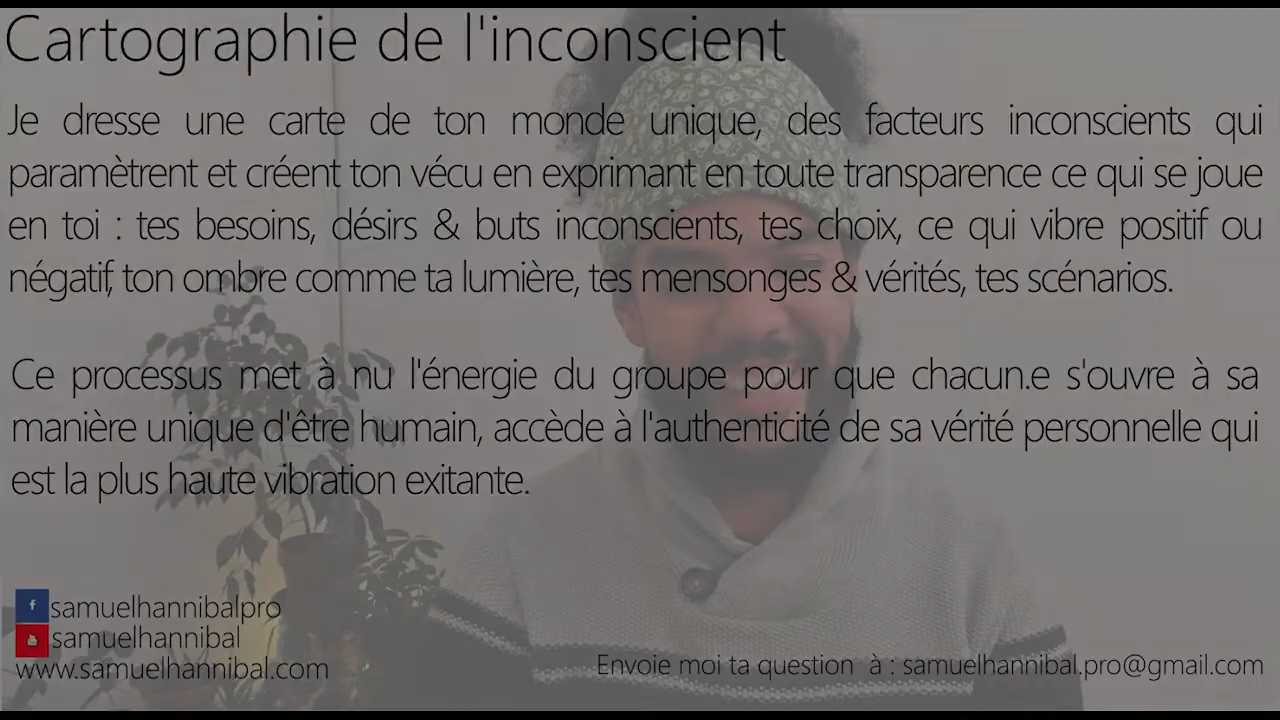 Cartographie de l'inconscient
Je dresse une carte de ton monde unique, des facteurs inconscients qui
paramètrent et créent ton vécu en exprimant en toute transparence ce qui se joue
en toi : tes besoins, désirs & buts inconscients, tes choix, ce qui vibre positif ou
négatif, ton ombre comme ta lumière, tes mensonges & vérités, tes scénarios.
Ce processus met à nu l'énergie du groupe pour que chacun.e s'ouvre à sa
manière unique d'être humain, accède à l'authenticité de sa vérité personnelle qui
est la plus haute vibration exitante.
f samuelhannibalpro
samuelhannibal
www.samuelhannibal.com
Envoie moi ta question à : samuelhannibal.pro@gmail.com